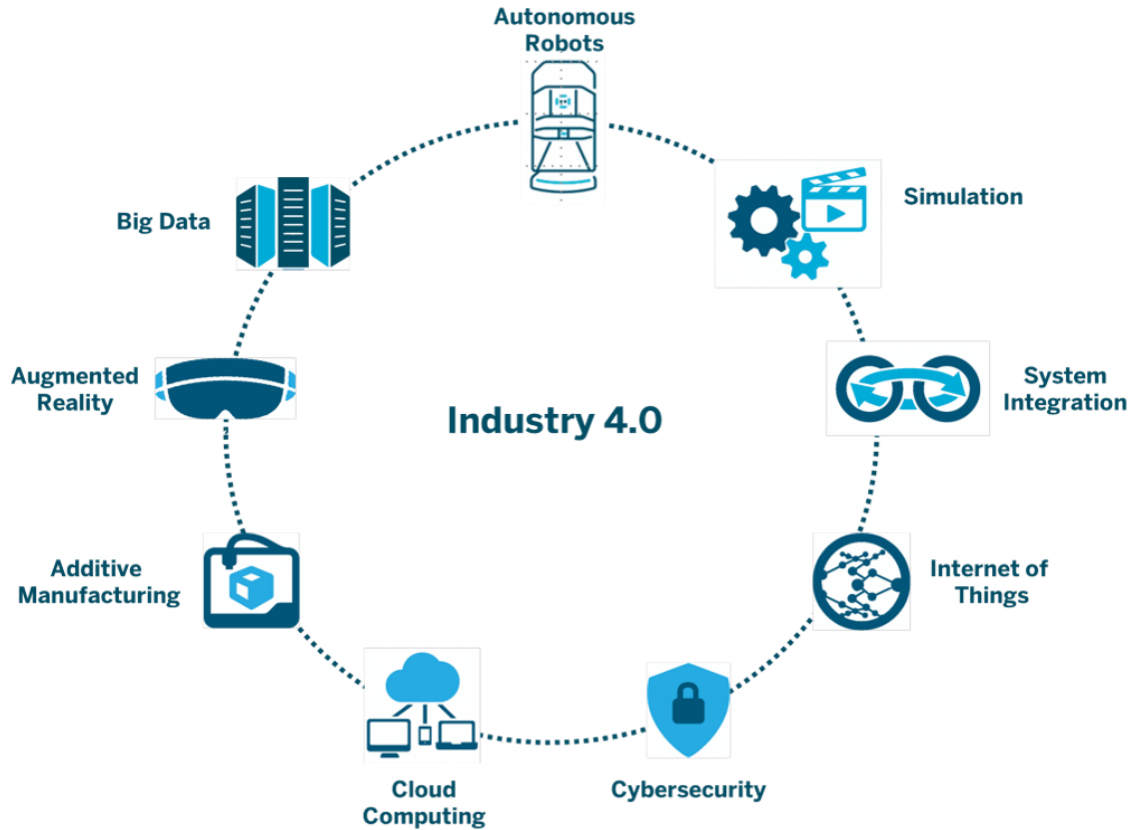 Autonomous
Robots
Simulation
Big Data
System
Integration
Augmented
Reality
Industry 4.0
Internet of
Things
Additive
Manufacturing
Cybersecurity
Cloud
Computing